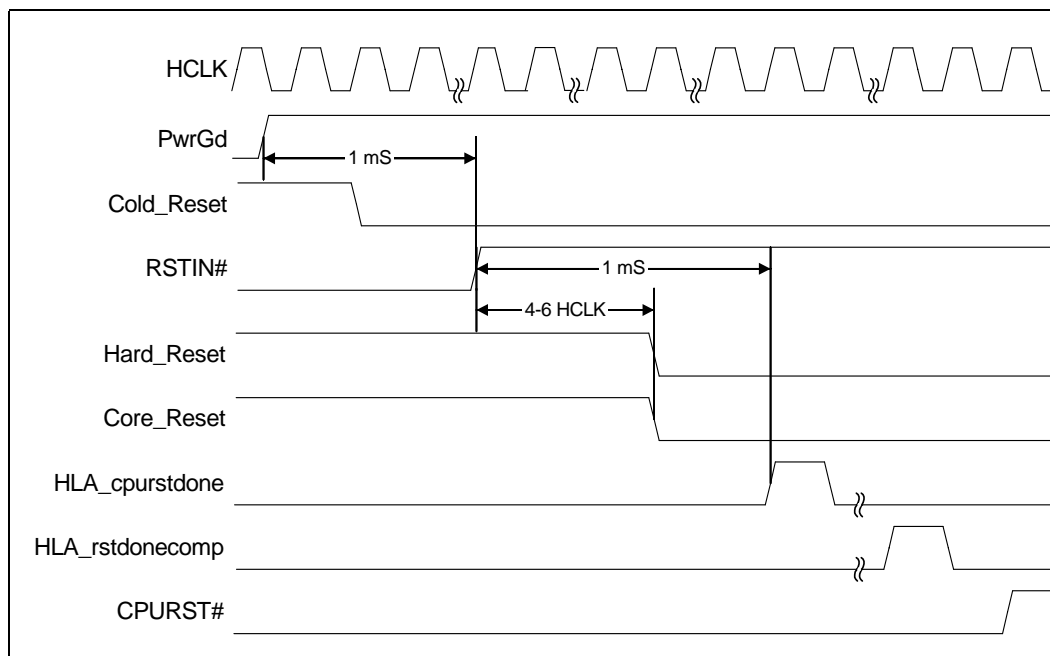 HCLK
PwrGd
1 mS
Cold_Reset
RSTIN#
1 mS
4-6 HCLK
Hard_Reset
Core_Reset
HLA_cpurstdone
HLA_rstdonecomp
CPURST#